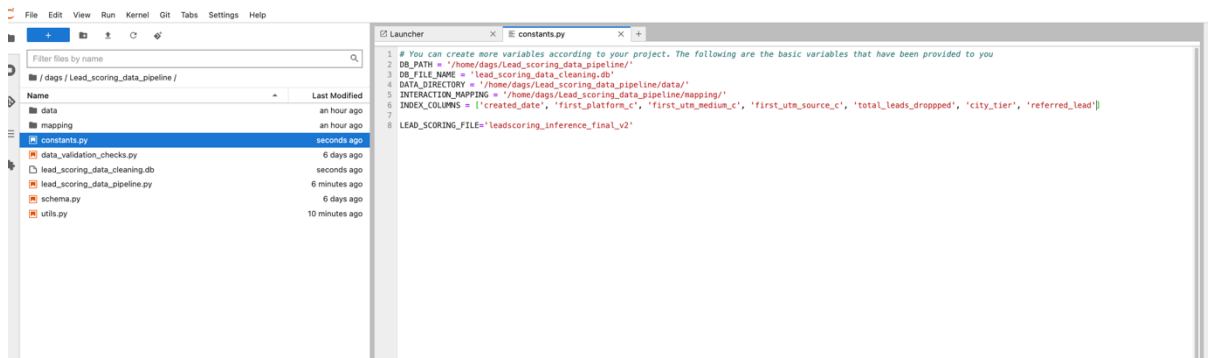 File Edit View Run Kernel Git Tabs Settings Help
+
Filter files by name
/ dags / Lead_scoring_data_pipeline /
Name Last Modified
data an hour ago
mapping an hour ago
constants.py seconds ago
data_validation_checks.py 6 days ago
lead_scoring_data_cleaning.db seconds ago
lead_scoring_data_pipeline.py 6 minutes ago
schema.py 6 days ago
utils.py 10 minutes ago
Launcher × constants.py × +
1 # You can create more variables according to your project. The following are the basic variables that have been provided to you
2 DB_PATH = '/home/dags/Lead_scoring_data_pipeline/'
3 DB_FILE_NAME = 'lead_scoring_data_cleaning.db'
4 DATA_DIRECTORY = '/home/dags/Lead_scoring_data_pipeline/data/'
5 INTERACTION_MAPPING = '/home/dags/Lead_scoring_data_pipeline/mapping/'
6 INDEX_COLUMNS = ['created_date', 'first_platform_c', 'first_utm_medium_c', 'first_utm_source_c', 'total_leads_droppped', 'city_tier', 'referred_lead']
7
8 LEAD_SCORING_FILE='leadscoring_inference_final_v2'